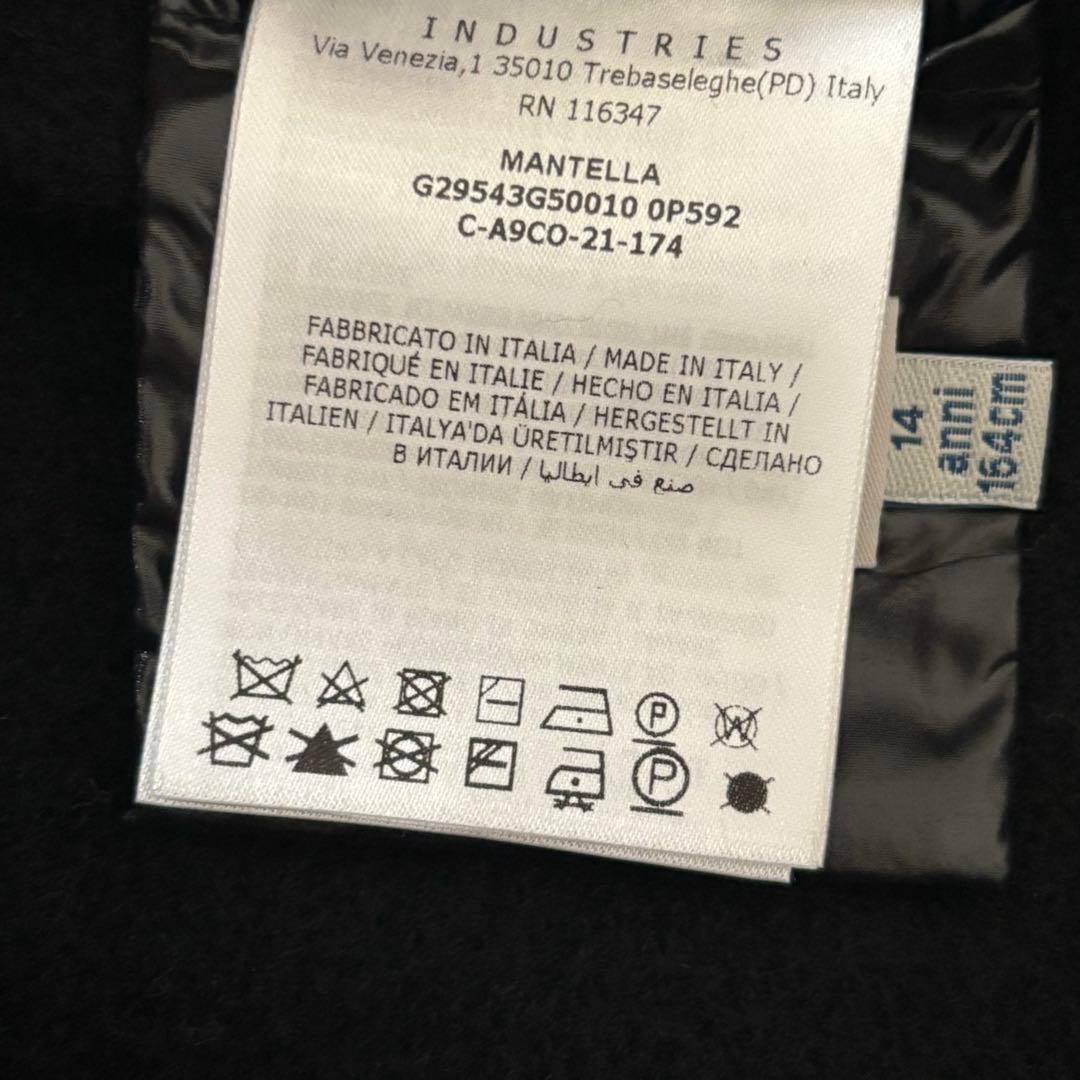 INDUSTRIES
Via Venezia,1 35010 Trebaseleghe(PD) Italy
RN 116347
MANTELLA
G29543G50010 0P592
C-A9CO-21-174
FABBRICATO IN ITALIA / MADE IN ITALY /
FABRIQUÉ EN ITALIE / HECHO EN ITALIA /
FABRICADO EM ITÁLIA / HERGESTELLT IN
ITALIEN / ITALYA'DA ÜRETILMIŞTIR / СДЕЛАНО
В ИТАЛИИ / صنع في ايطاليا
P
W
P
14
anni
164cm